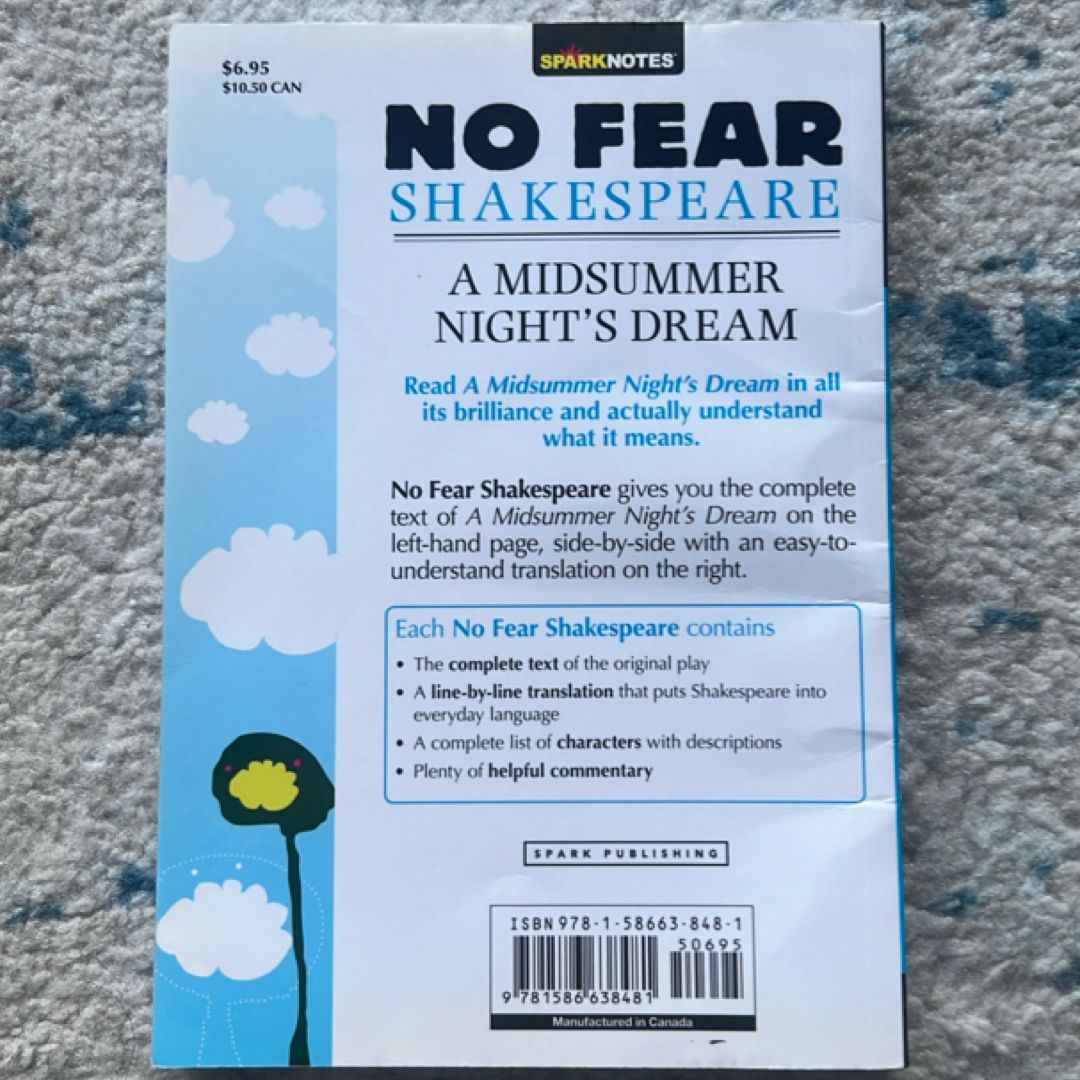 $6.95
$10.50 CAN
SPARKNOTES
NO FEAR
SHAKESPEARE
A MIDSUMMER
NIGHT'S DREAM
Read A Midsummer Night's Dream in all
its brilliance and actually understand
what it means.
No Fear Shakespeare gives you the complete
text of A Midsummer Night's Dream on the
left-hand page, side-by-side with an easy-to-
understand translation on the right.
Each No Fear Shakespeare contains
• The complete text of the original play
• A line-by-line translation that puts Shakespeare into
everyday language
• A complete list of characters with descriptions
• Plenty of helpful commentary
SPARK PUBLISHING
ISBN 978-1-58663-848-1
50695
9 781586 638481
Manufactured in Canada